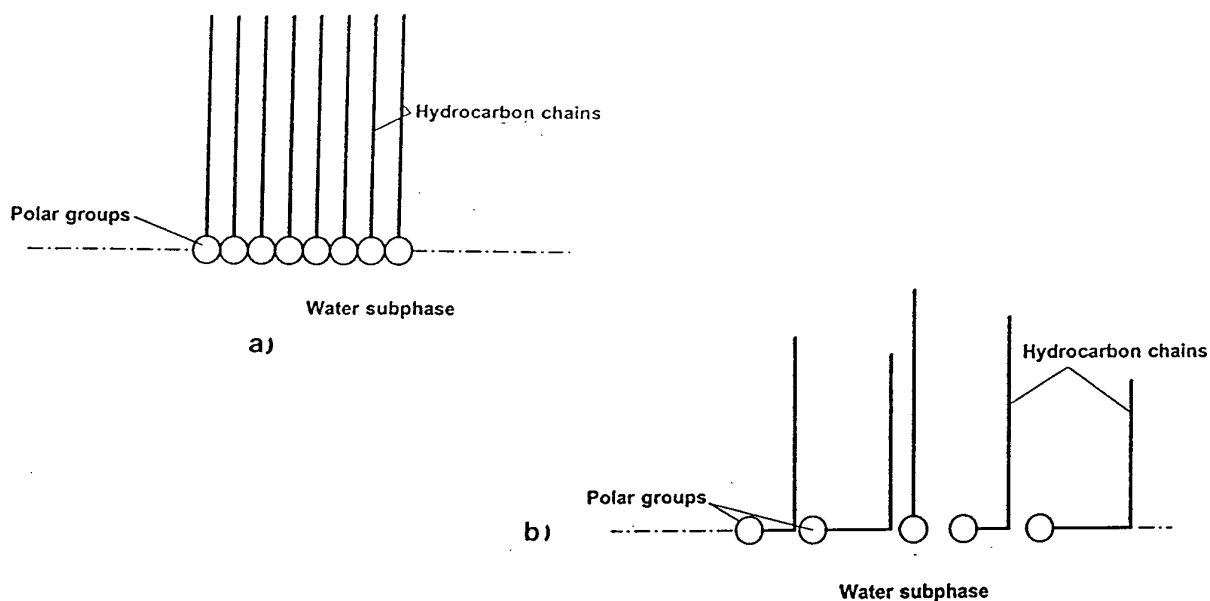 Hydrocarbon chains
Polar groups
Water subphase
a)
Hydrocarbon chains
Polar groups
b)
Water subphase